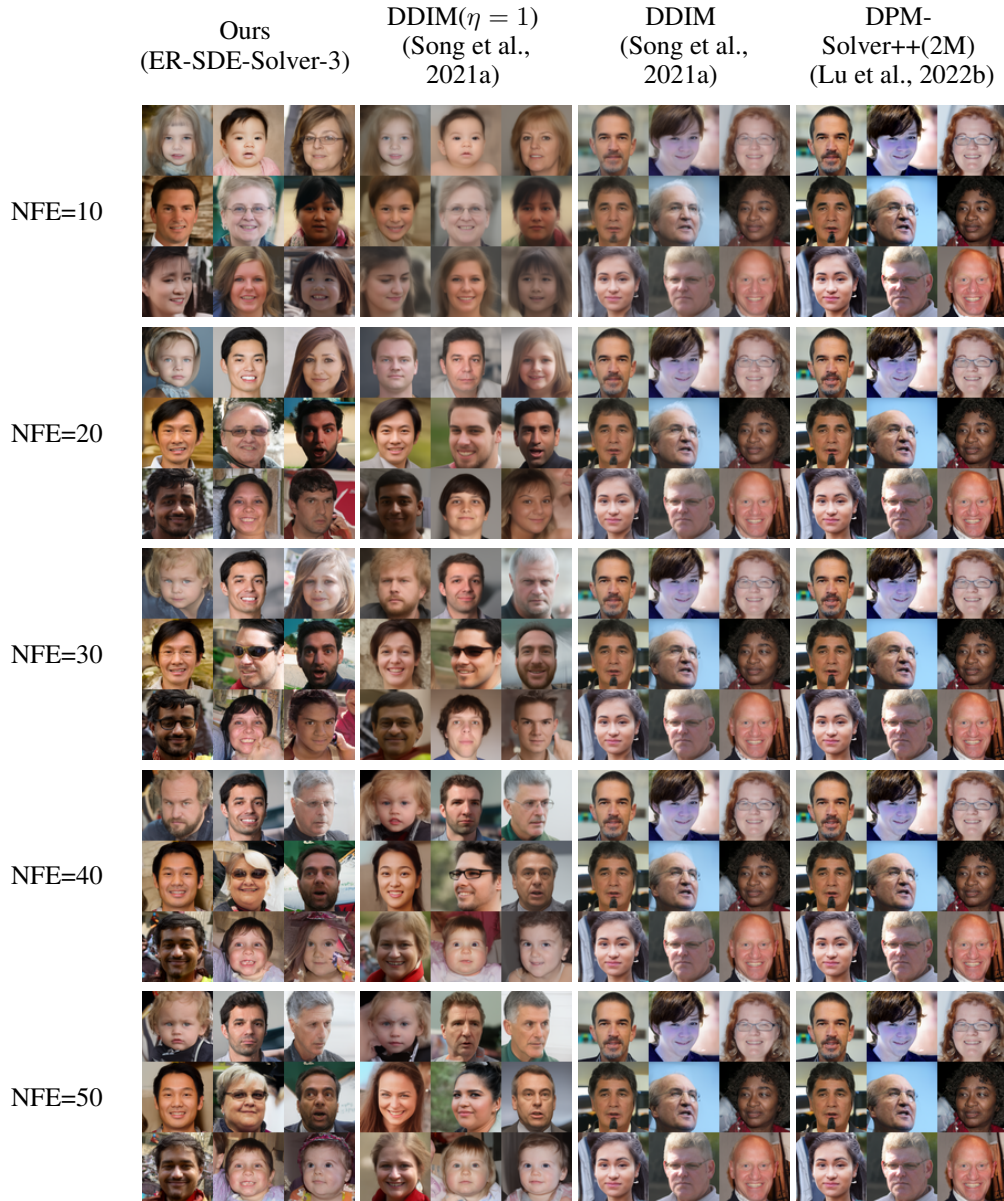 Ours
(ER-SDE-Solver-3)
DDIM(η = 1)
(Song et al.,
2021a)
DDIM
(Song et al.,
2021a)
DPM-
Solver++(2M)
(Lu et al., 2022b)
NFE=10
NFE=20
NFE=30
NFE=40
NFE=50